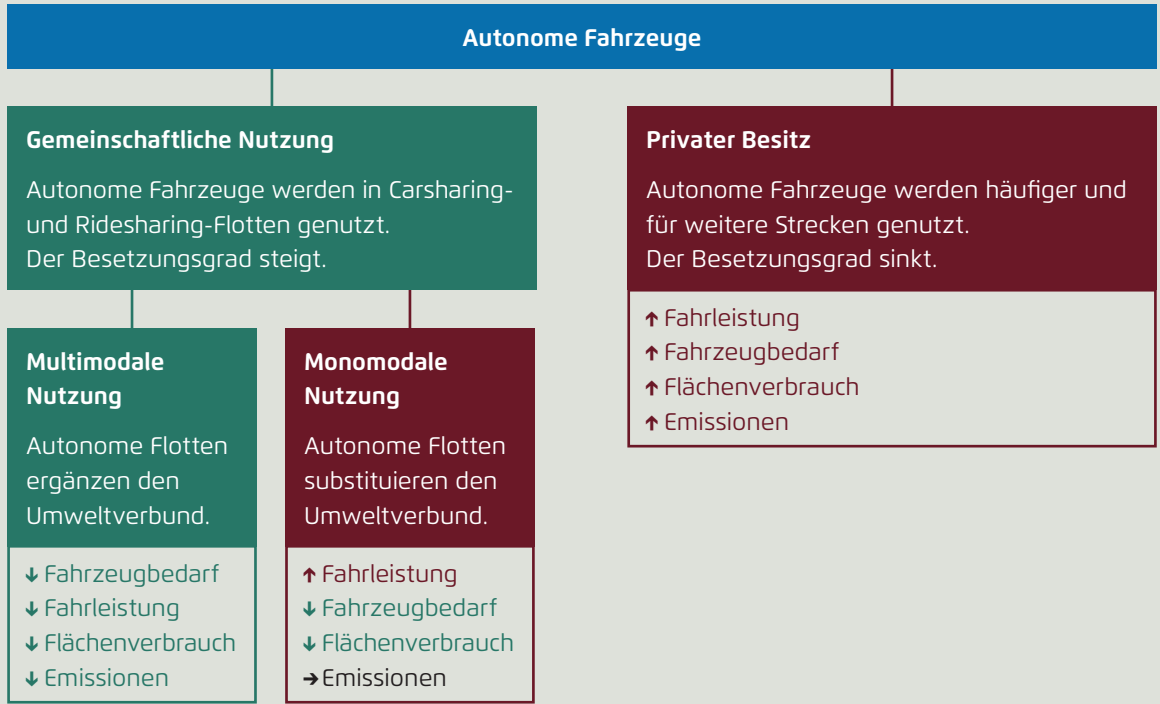 Autonome Fahrzeuge
Gemeinschaftliche Nutzung
Autonome Fahrzeuge werden in Carsharing-
und Ridesharing-Flotten genutzt.
Der Besetzungsgrad steigt.
Privater Besitz
Autonome Fahrzeuge werden häufiger und
für weitere Strecken genutzt.
Der Besetzungsgrad sinkt.
↑ Fahrleistung
↑ Fahrzeugbedarf
↑ Flächenverbrauch
↑ Emissionen
Multimodale
Nutzung
Autonome Flotten
ergänzen den
Umweltverbund.
↓ Fahrzeugbedarf
↓ Fahrleistung
↓ Flächenverbrauch
↓ Emissionen
Monomodale
Nutzung
Autonome Flotten
substituieren den
Umweltverbund.
↑ Fahrleistung
↓ Fahrzeugbedarf
↓ Flächenverbrauch
→ Emissionen